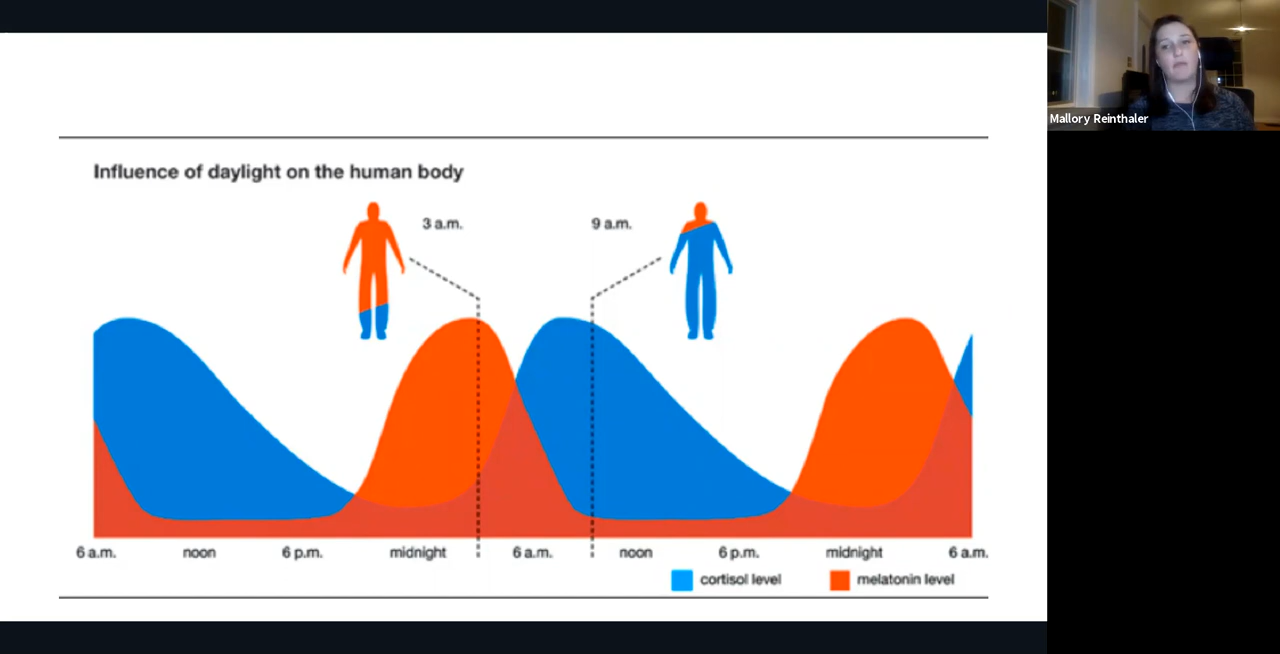 Mallory Reinthaler
Influence of daylight on the human body
3 a.m.
9 a.m.
6 a.m. noon 6 p.m. midnight 6 a.m. noon 6 p.m. midnight 6 a.m.
cortisol level melatonin level